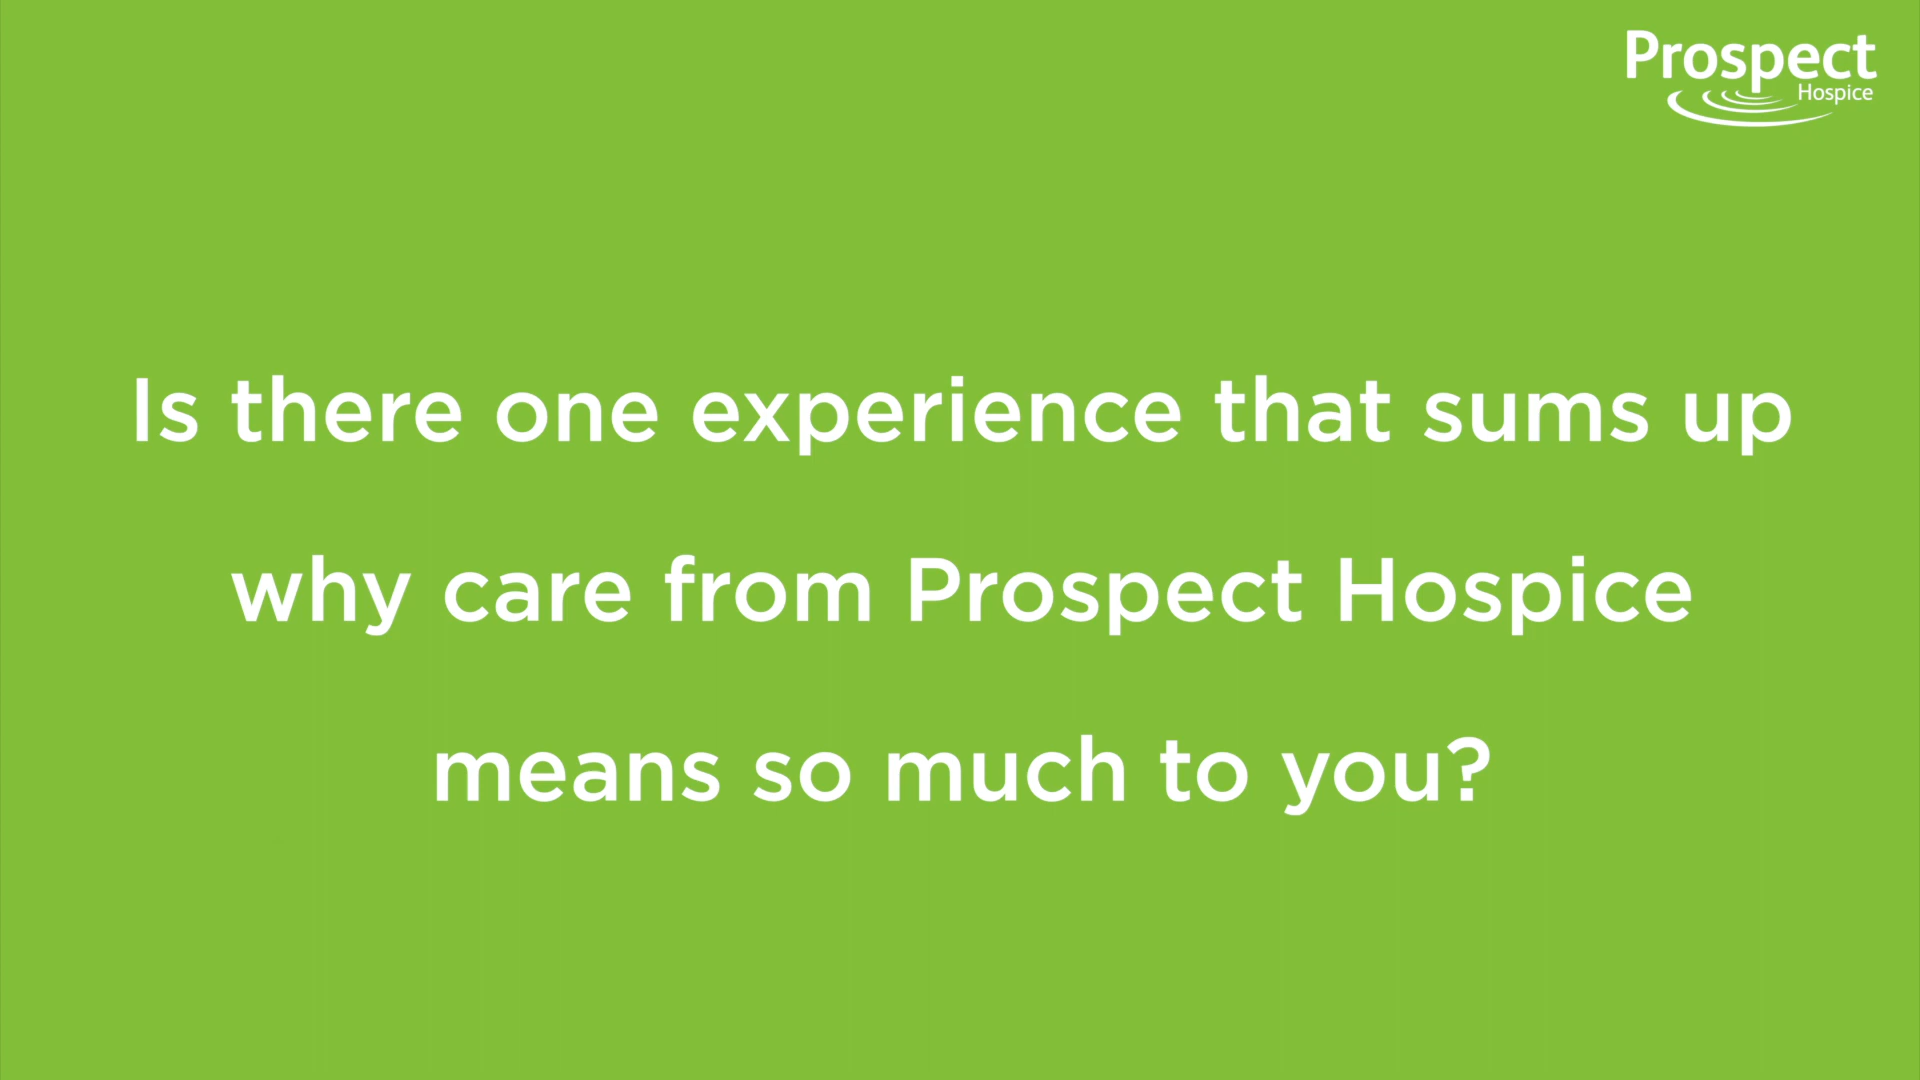 Prospect
Hospice
Is there one experience that sums up
why care from Prospect Hospice
means so much to you?